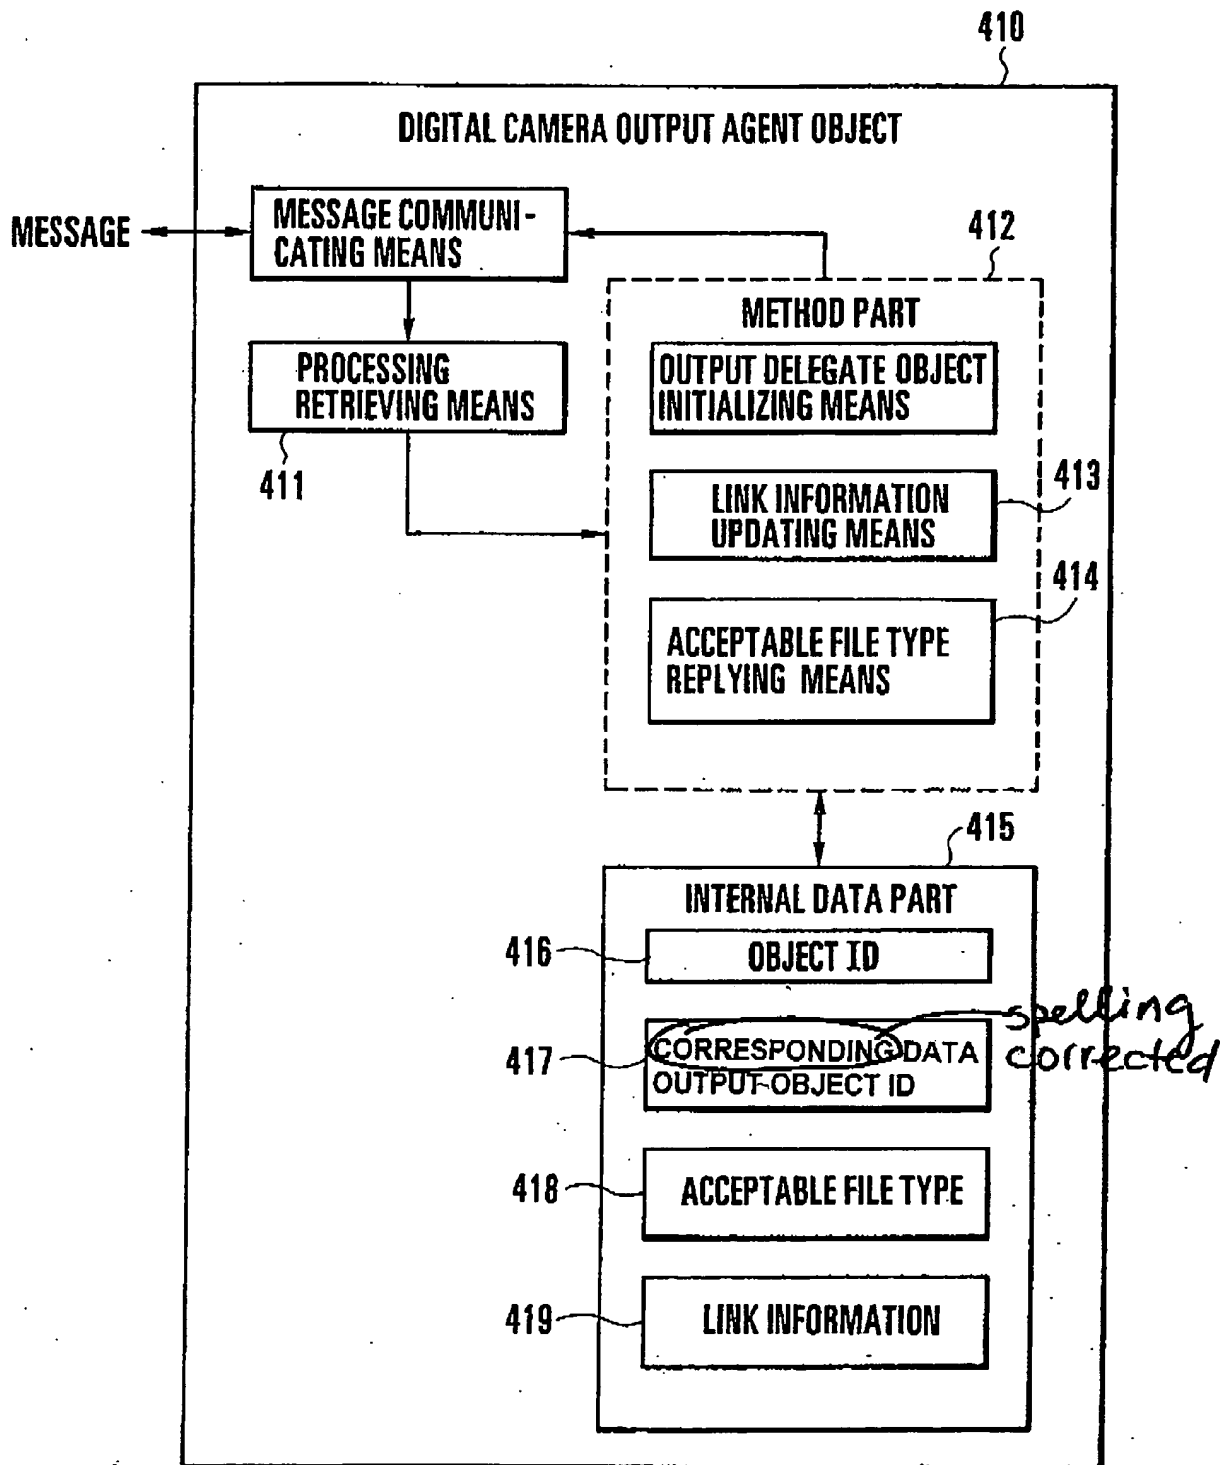 410
DIGITAL CAMERA OUTPUT AGENT OBJECT
MESSAGE
MESSAGE COMMUNI-
CATING MEANS
412
METHOD PART
PROCESSING
RETRIEVING MEANS
411
OUTPUT DELEGATE OBJECT
INITIALIZING MEANS
413
LINK INFORMATION
UPDATING MEANS
414
ACCEPTABLE FILE TYPE
REPLYING MEANS
415
INTERNAL DATA PART
416
OBJECT ID
417
CORRESPONDING DATA
OUTPUT OBJECT ID
spelling
corrected
418
ACCEPTABLE FILE TYPE
419
LINK INFORMATION